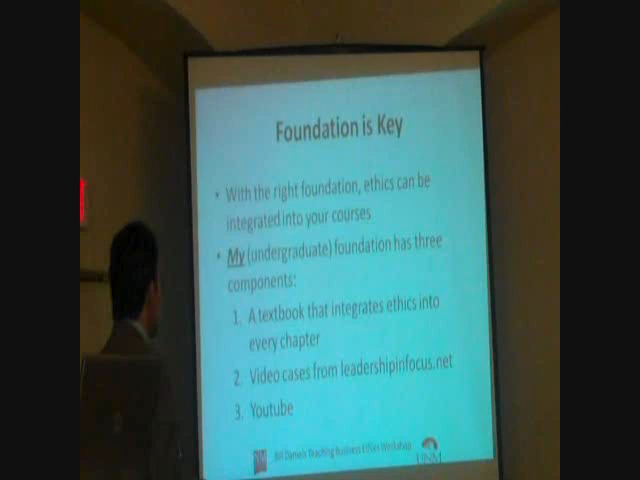 Foundation is Key
• With the right foundation, ethics can be
integrated into your courses
• My (undergraduate) foundation has three
components:
1. A textbook that integrates ethics into
every chapter
2. Video cases from leadershipinfocus.net
3. Youtube
Bill Daniels Teaching Business Ethics Workshop
UNM